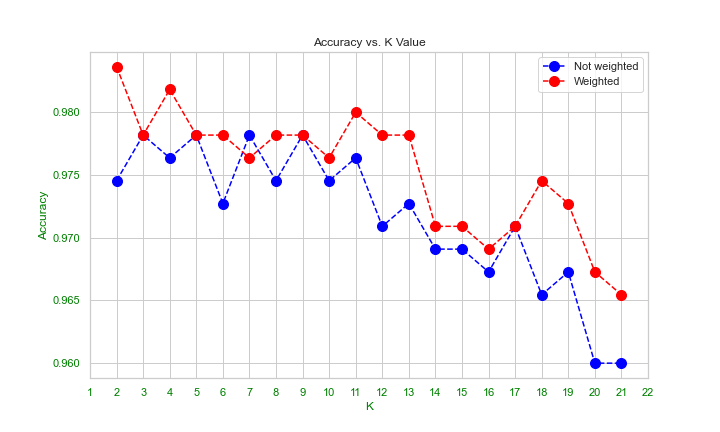 Accuracy vs. K Value
Not weighted
Weighted
0.980
0.975
0.970
0.965
0.960
Accuracy
1 2 3 4 5 6 7 8 9 10 11 12 13 14 15 16 17 18 19 20 21 22
K